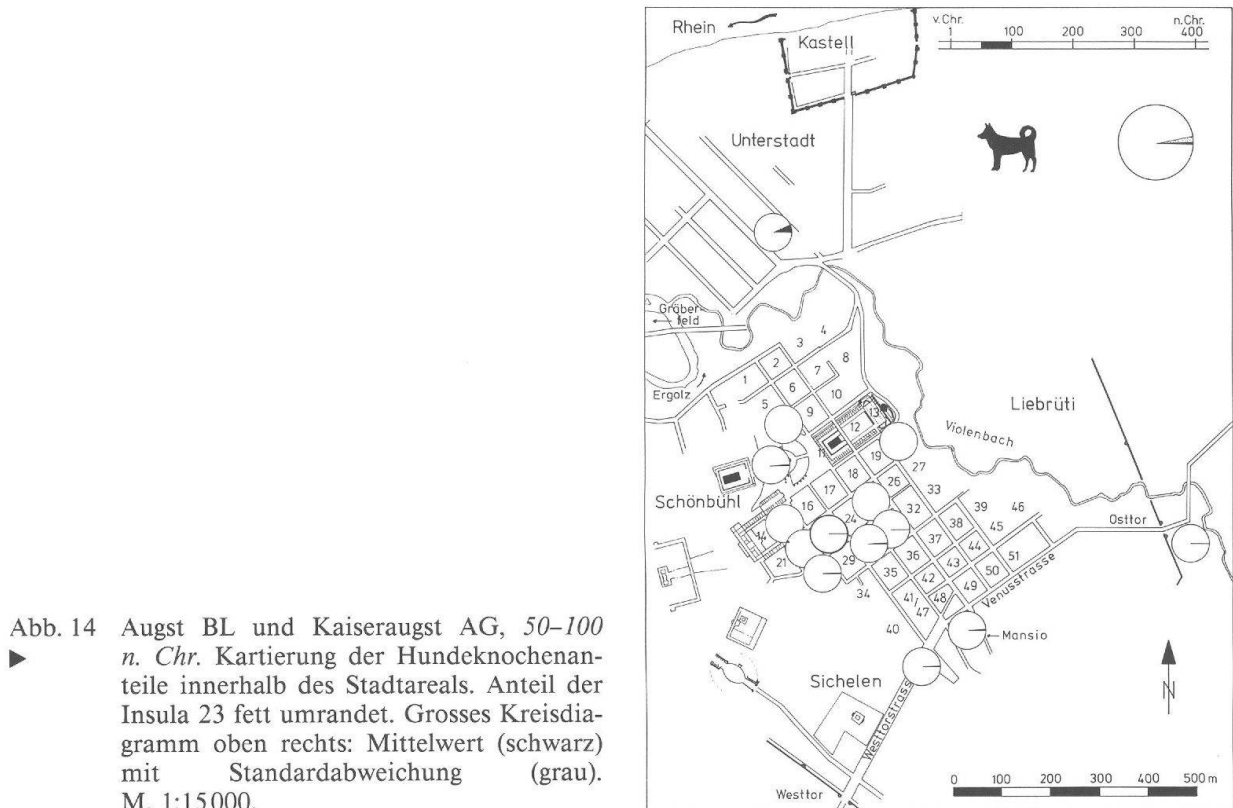 Rhein
Kastell
v. Chr.
n. Chr.
1 100 200 300 400
Unterstadt
Gräber-
feld
Ergolz
1
2
3
4
5
6
7
8
9
10
11
12
13
14
16
17
18
19
21
24
26
27
29
32
33
34
35
36
37
38
39
40
41/
47
42
43
44
45
46
48
49
50
51
Liebrüti
Violenbach
Schönbühl
Osttor
Venusstrasse
Mansio
Sichelen
Westtorstrasse
Westtor
N
0 100 200 300 400 500 m
Abb. 14 Augst BL und Kaiseraugst AG, 50–100
n. Chr. Kartierung der Hundeknochenan-
teile innerhalb des Stadtareals. Anteil der
Insula 23 fett umrandet. Grosses Kreisdia-
gramm oben rechts: Mittelwert (schwarz)
mit Standardabweichung (grau).
M. 1:15000.